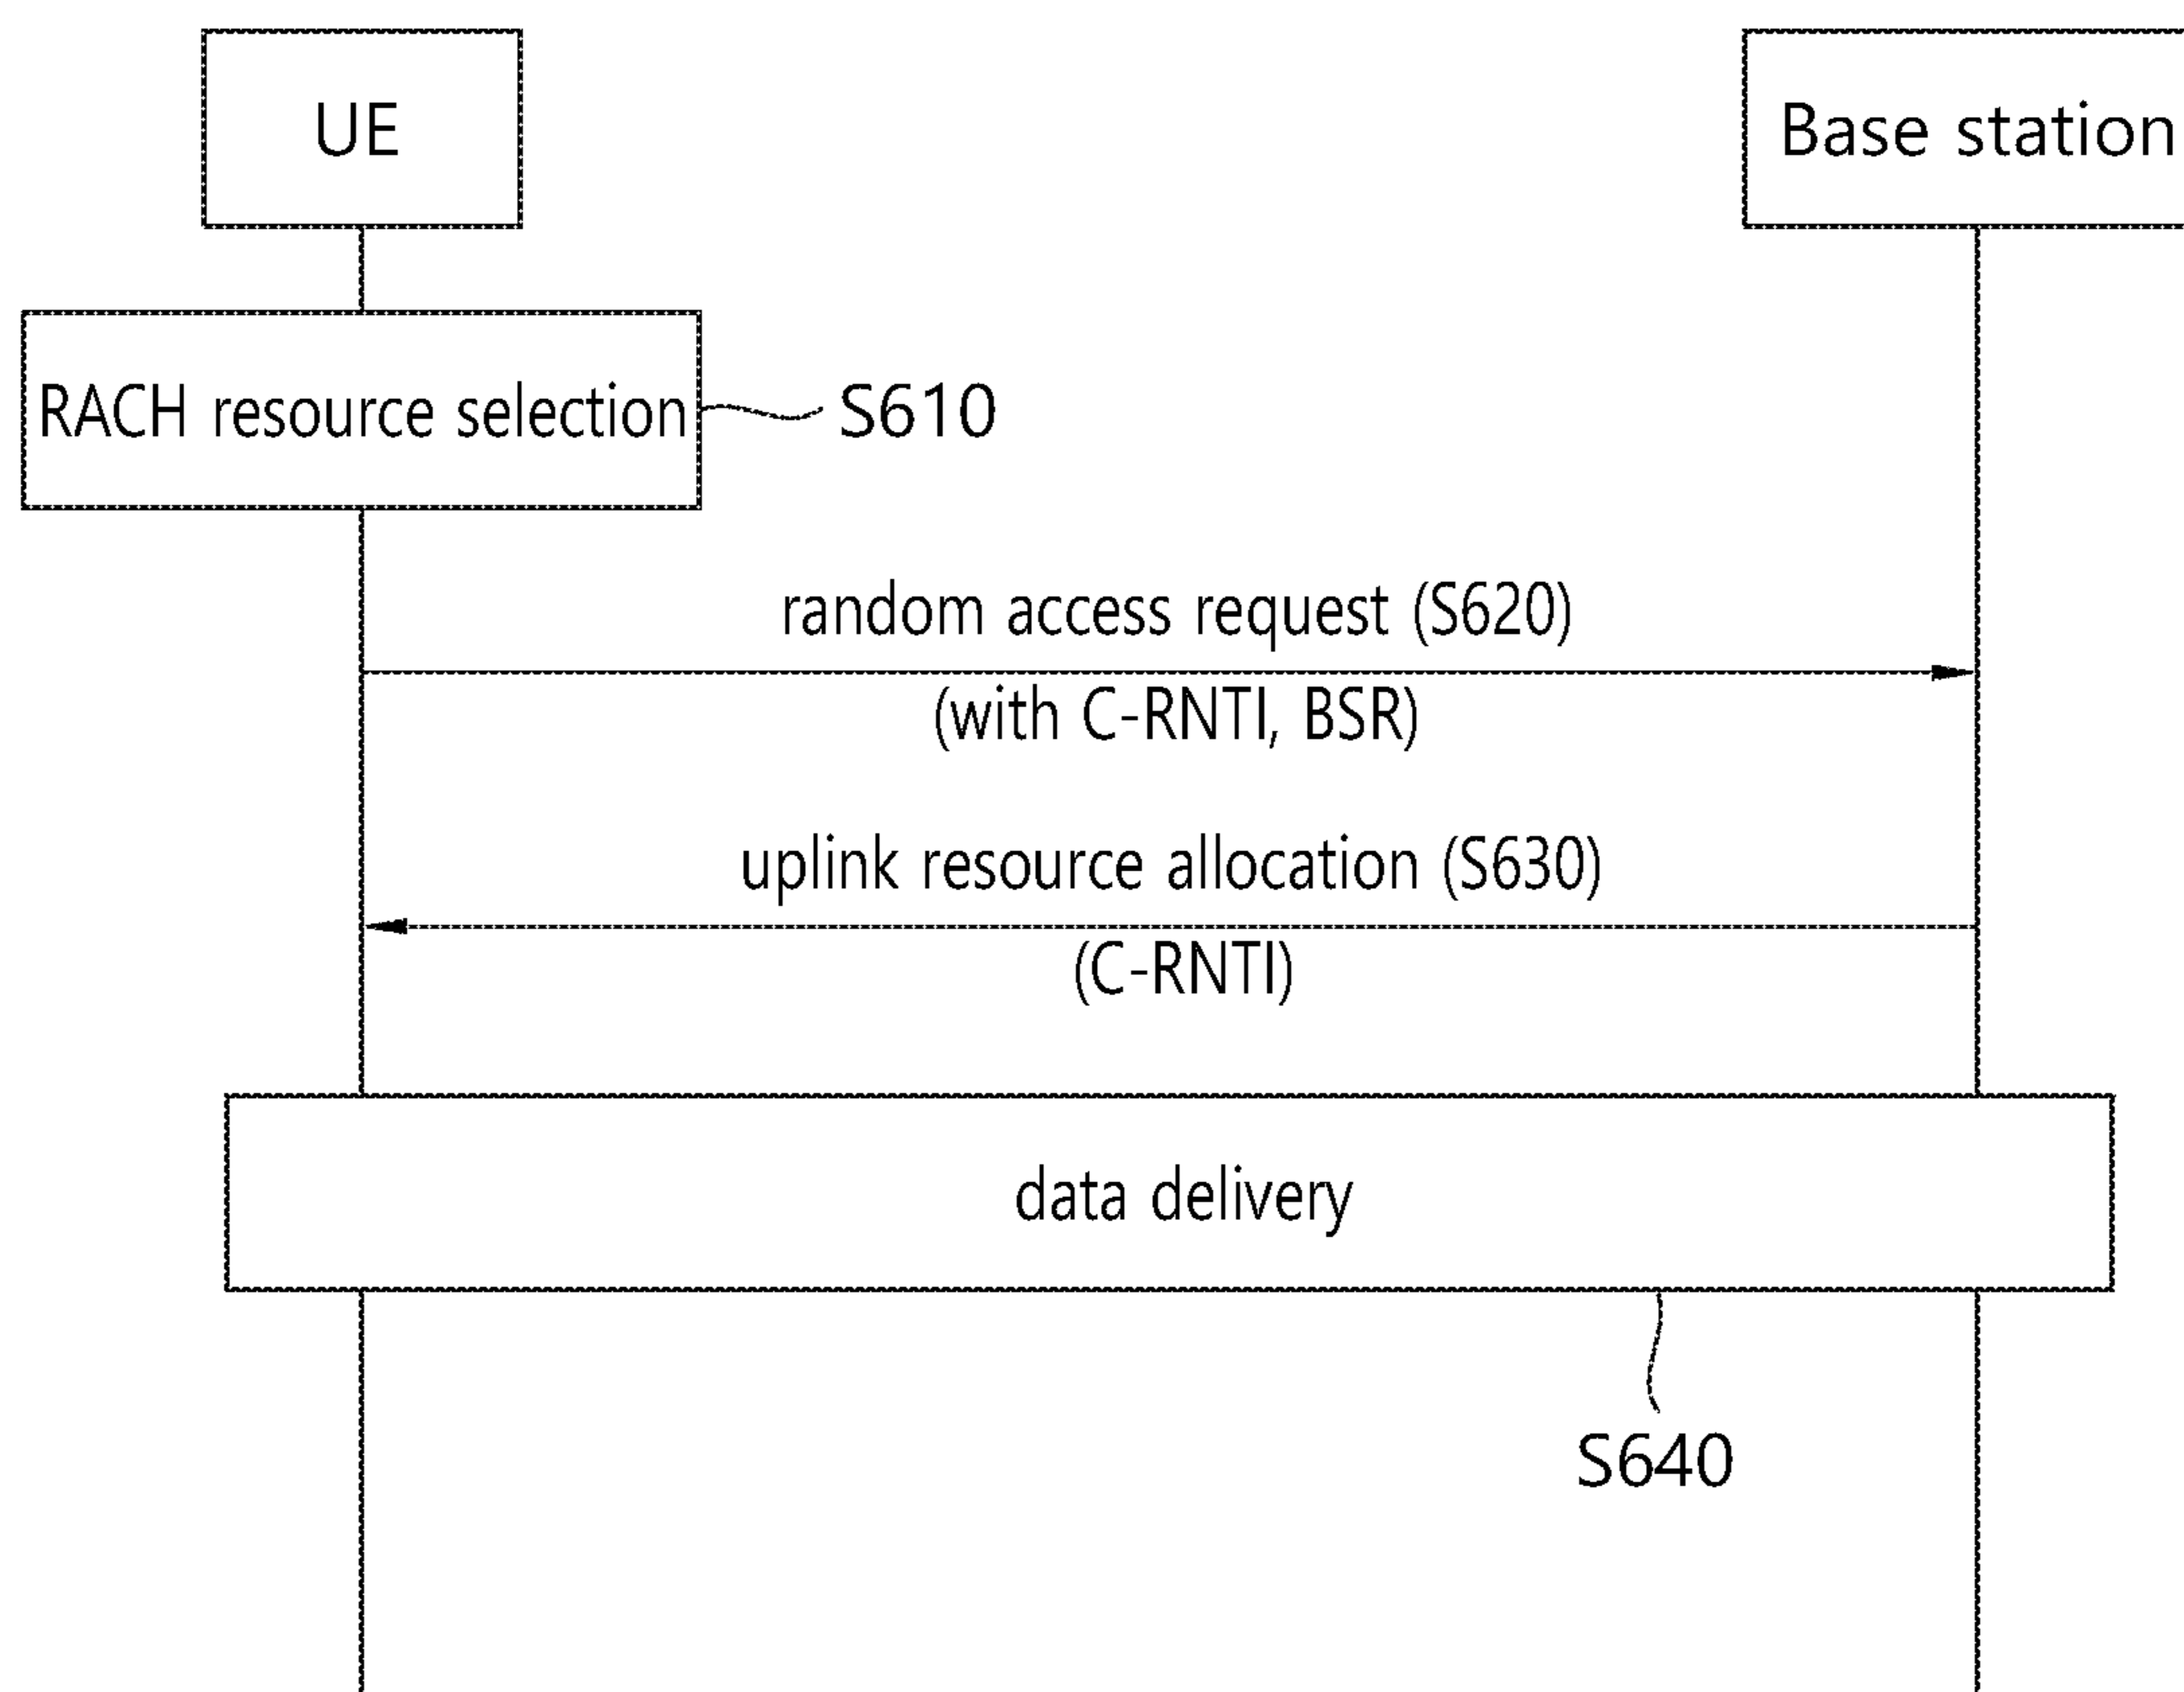 UE
Base station
RACH resource selection
S610
random access request (S620)
(with C-RNTI, BSR)
uplink resource allocation (S630)
(C-RNTI)
data delivery
S640